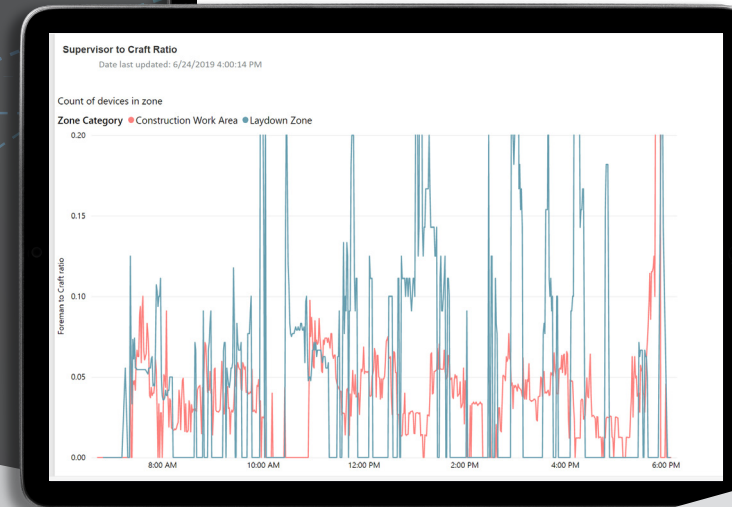 Supervisor to Craft Ratio
Date last updated: 6/24/2019 4:00:14 PM
Count of devices in zone
Zone Category Construction Work Area Laydown Zone
0.20
0.15
0.10
0.05
0.00
Foreman to Craft ratio
8:00 AM 10:00 AM 12:00 PM 2:00 PM 4:00 PM 6:00 PM